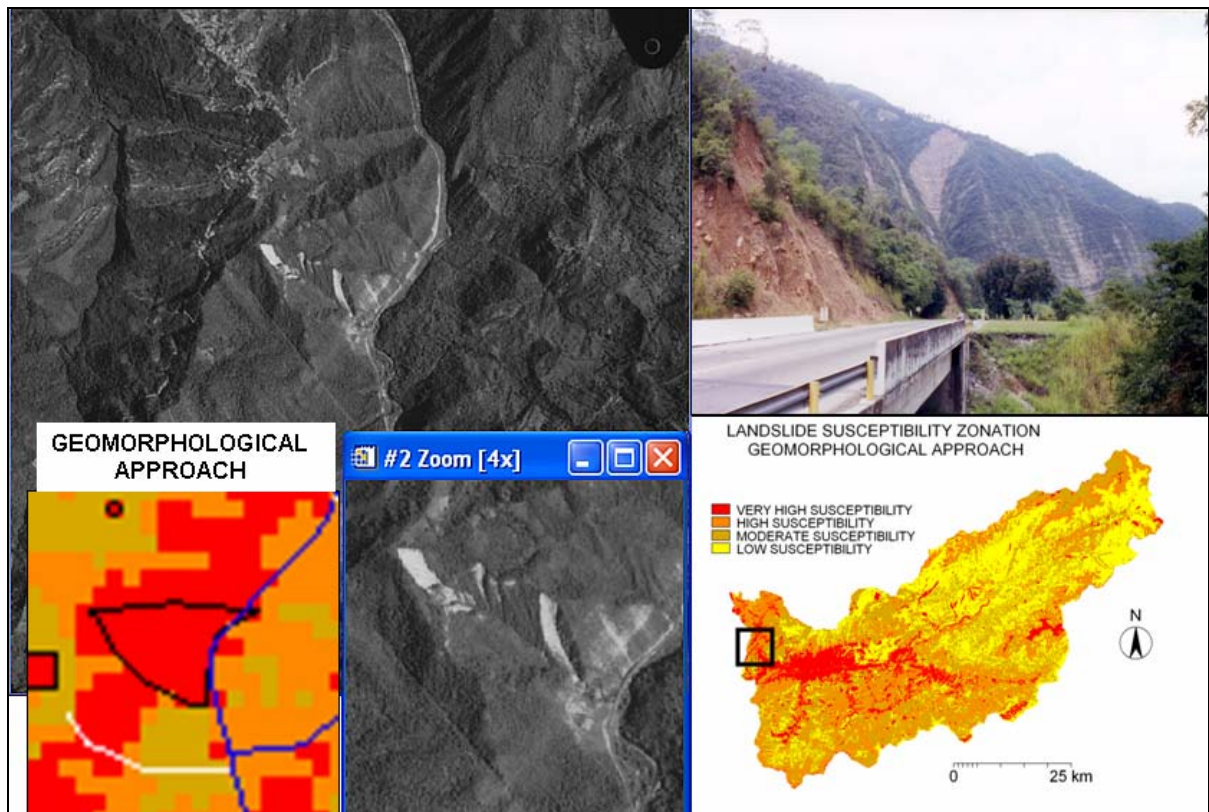 GEOMORPHOLOGICAL
APPROACH
#2 Zoom [4x]
LANDSLIDE SUSCEPTIBILITY ZONATION
GEOMORPHOLOGICAL APPROACH
VERY HIGH SUSCEPTIBILITY
HIGH SUSCEPTIBILITY
MODERATE SUSCEPTIBILITY
LOW SUSCEPTIBILITY
N
0 25 km